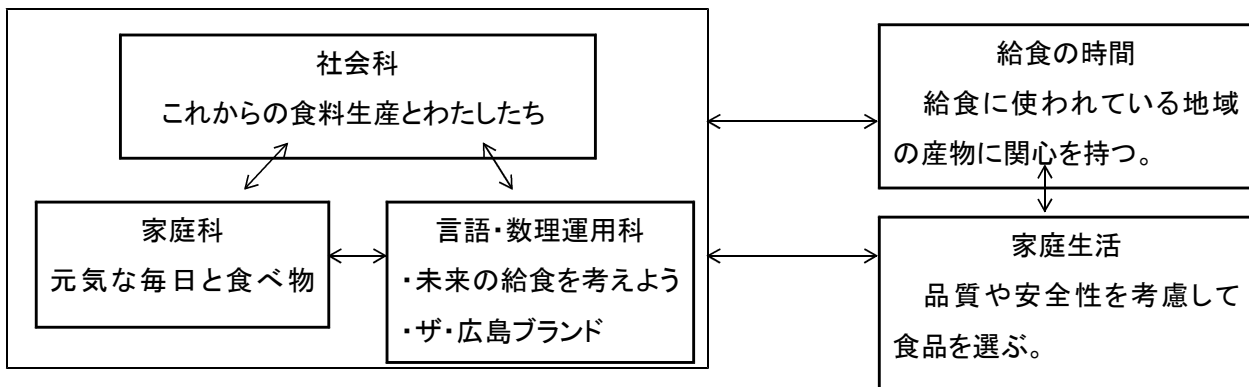 社会科
これからの食料生産とわたしたち
家庭科
元気な毎日と食べ物
言語・数理運用科
・未来の給食を考えよう
・ザ・広島ブランド
給食の時間
給食に使われている地域
の産物に関心を持つ。
家庭生活
品質や安全性を考慮して
食品を選ぶ。